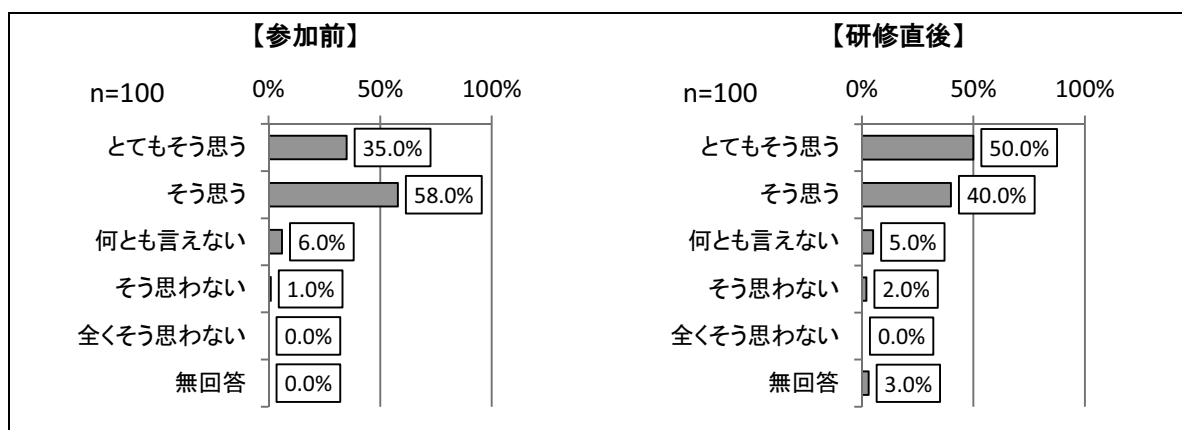 【参加前】
n=100
0% 50% 100%
とてもそう思う 35.0%
そう思う 58.0%
何とも言えない 6.0%
そう思わない 1.0%
全くそう思わない 0.0%
無回答 0.0%
【研修直後】
n=100
0% 50% 100%
とてもそう思う 50.0%
そう思う 40.0%
何とも言えない 5.0%
そう思わない 2.0%
全くそう思わない 0.0%
無回答 3.0%